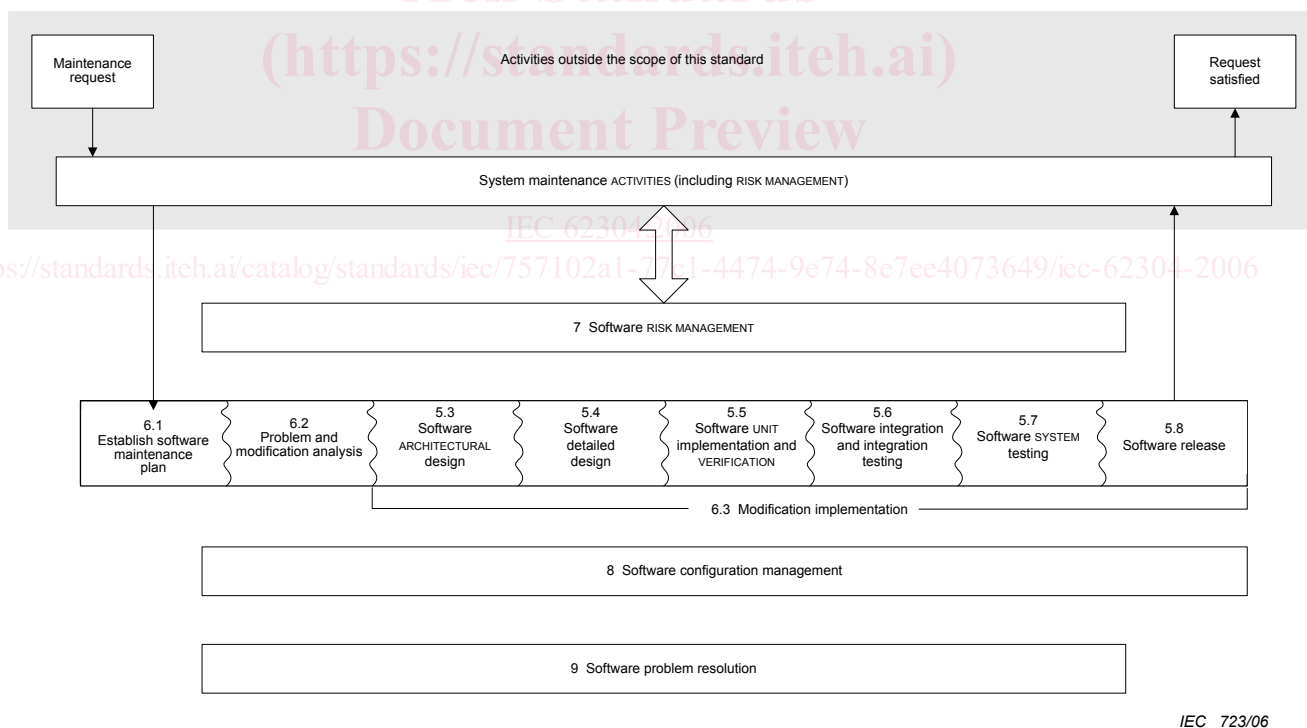 iTeh Standards
(https://standards.iteh.ai)
Document Preview
Maintenance
request
Activities outside the scope of this standard
Request
satisfied
System maintenance ACTIVITIES (including RISK MANAGEMENT)
IEC 62304:2006
ps://standards.iteh.ai/catalog/standards/iec/757102a1-77c1-4474-9e74-8e7ee4073649/iec-62304-2006
7 Software RISK MANAGEMENT
6.1
Establish software
maintenance
plan
6.2
Problem and
modification analysis
5.3
Software
ARCHITECTURAL
design
5.4
Software
detailed
design
5.5
Software UNIT
implementation and
VERIFICATION
5.6
Software integration
and integration
testing
5.7
Software SYSTEM
testing
5.8
Software release
6.3 Modification implementation
8 Software configuration management
9 Software problem resolution
IEC 723/06